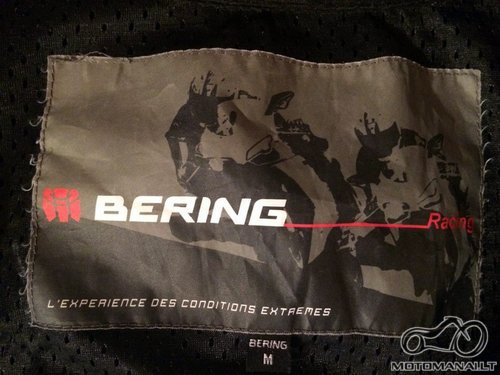 BERING
Racing
L'EXPERIENCE DES CONDITIONS EXTREMES
BERING
M
MOTOMANAI.LT